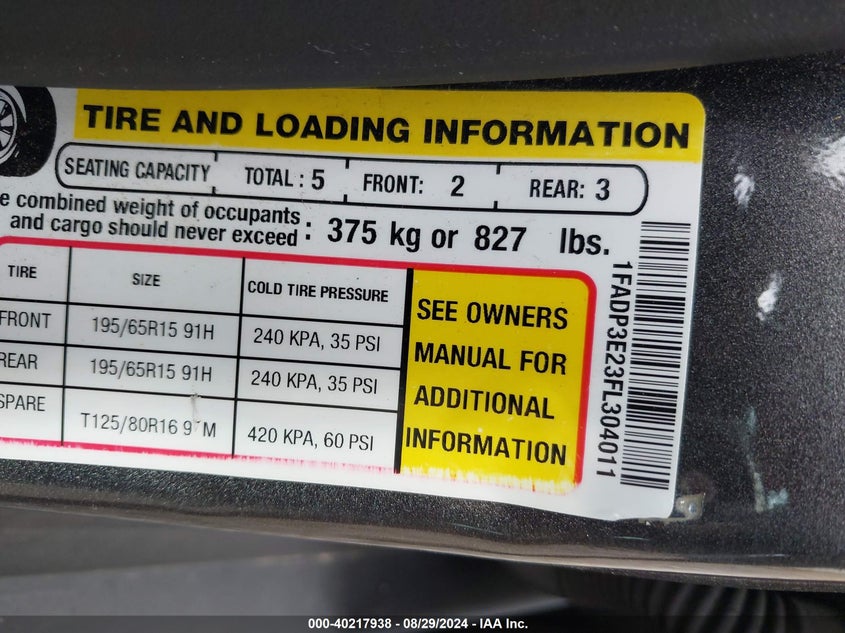 TIRE AND LOADING INFORMATION
SEATING CAPACITY TOTAL : 5 FRONT: 2 REAR: 3
combined weight of occupants
and cargo should never exceed : 375 kg or 827 lbs.
TIRE SIZE COLD TIRE PRESSURE
FRONT 195/65R15 91H 240 KPA, 35 PSI
REAR 195/65R15 91H 240 KPA, 35 PSI
SPARE T125/80R16 240 KPA, 60 PSI
SEE OWNERS
MANUAL FOR
ADDITIONAL
INFORMATION
1FADP3E23FL304011
000-40217938 - 08/29/2024 - IAA Inc.